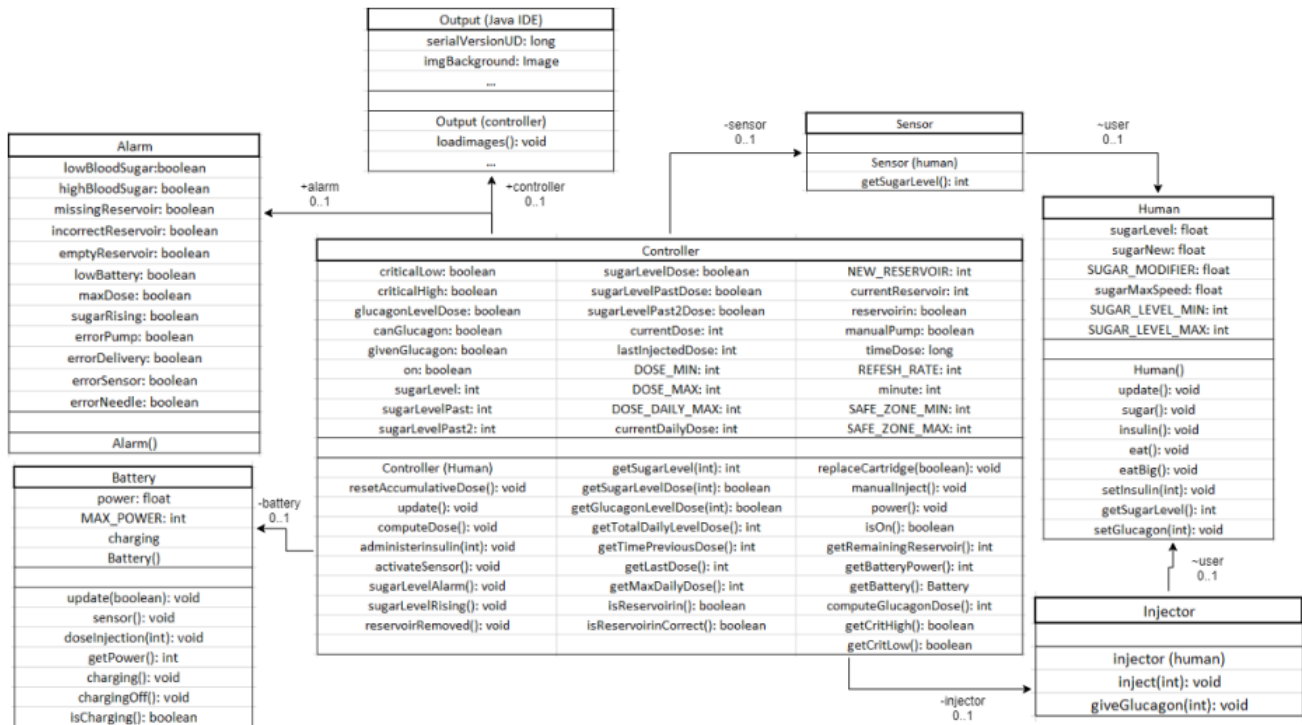 Output (Java IDE)
serialVersionUD: long
imgBackground: Image
...
Output (controller)
loadimages(): void
...
-sensor
0..1
Sensor
Sensor (human)
getSugarLevel(): int
~user
0..1
Alarm
lowBloodSugar:boolean
highBloodSugar: boolean
missingReservoir: boolean
incorrectReservoir: boolean
emptyReservoir: boolean
lowBattery: boolean
maxDose: boolean
sugarRising: boolean
errorPump: boolean
errorDelivery: boolean
errorSensor: boolean
errorNeedle: boolean
Alarm()
+alarm
0..1
+controller
0..1
Human
sugarLevel: float
sugarNew: float
SUGAR_MODIFIER: float
sugarMaxSpeed: float
SUGAR_LEVEL_MIN: int
SUGAR_LEVEL_MAX: int
Human()
update(): void
sugar(): void
insulin(): void
eat(): void
eatBig(): void
setInsulin(int): void
getSugarLevel(): int
setGlucagon(int): void
Controller
criticalLow: boolean sugarLevelDose: boolean NEW_RESERVOIR: int
criticalHigh: boolean sugarLevelPastDose: boolean currentReservoir: int
glucagonLevelDose: boolean sugarLevelPast2Dose: boolean reservoirin: boolean
canGlucagon: boolean currentDose: int manualPump: boolean
givenGlucagon: boolean lastInjectedDose: int timeDose: long
on: boolean DOSE_MIN: int REFESH_RATE: int
sugarLevel: int DOSE_MAX: int minute: int
sugarLevelPast: int DOSE_DAILY_MAX: int SAFE_ZONE_MIN: int
sugarLevelPast2: int currentDailyDose: int SAFE_ZONE_MAX: int
Controller (Human) getSugarLevel(int): int replaceCartridge(boolean): void
resetAccumulativeDose(): void getSugarLevelDose(int): boolean manualInject(): void
update(): void getGlucagonLevelDose(int): boolean power(): void
computeDose(): void getTotalDailyLevelDose(): int isOn(): boolean
administerinsulin(int): void getTimePreviousDose(): int getRemainingReservoir(): int
activateSensor(): void getLastDose(): int getBatteryPower(): int
sugarLevelAlarm(): void getMaxDailyDose(): int getBattery(): Battery
sugarLevelRising(): void isReservoirin(): boolean computeGlucagonDose(): int
reservoirRemoved(): void isReservoirinCorrect(): boolean getCritHigh(): boolean
getCritLow(): boolean
Battery
power: float
MAX_POWER: int
charging
Battery()
update(boolean): void
sensor(): void
doseInjection(int): void
getPower(): int
charging(): void
chargingOff(): void
isCharging(): boolean
-battery
0..1
~user
0..1
Injector
injector (human)
inject(int): void
giveGlucagon(int): void
-injector
0..1